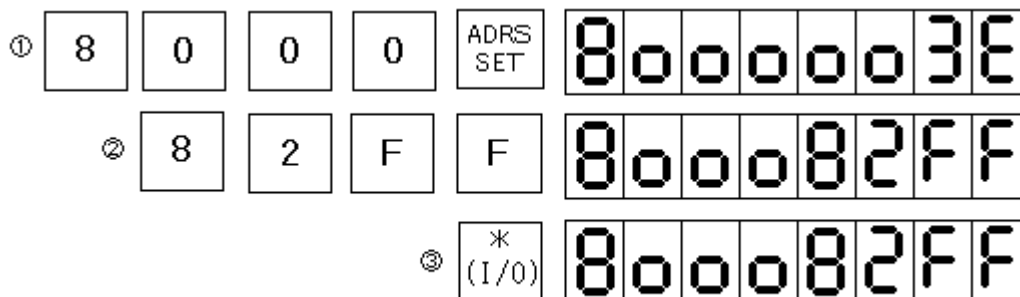 ① 8 0 0 0 ADRS SET 8ooooo3E
② 8 2 F F 8ooo82FF
③ * (I/O) 8ooo82FF